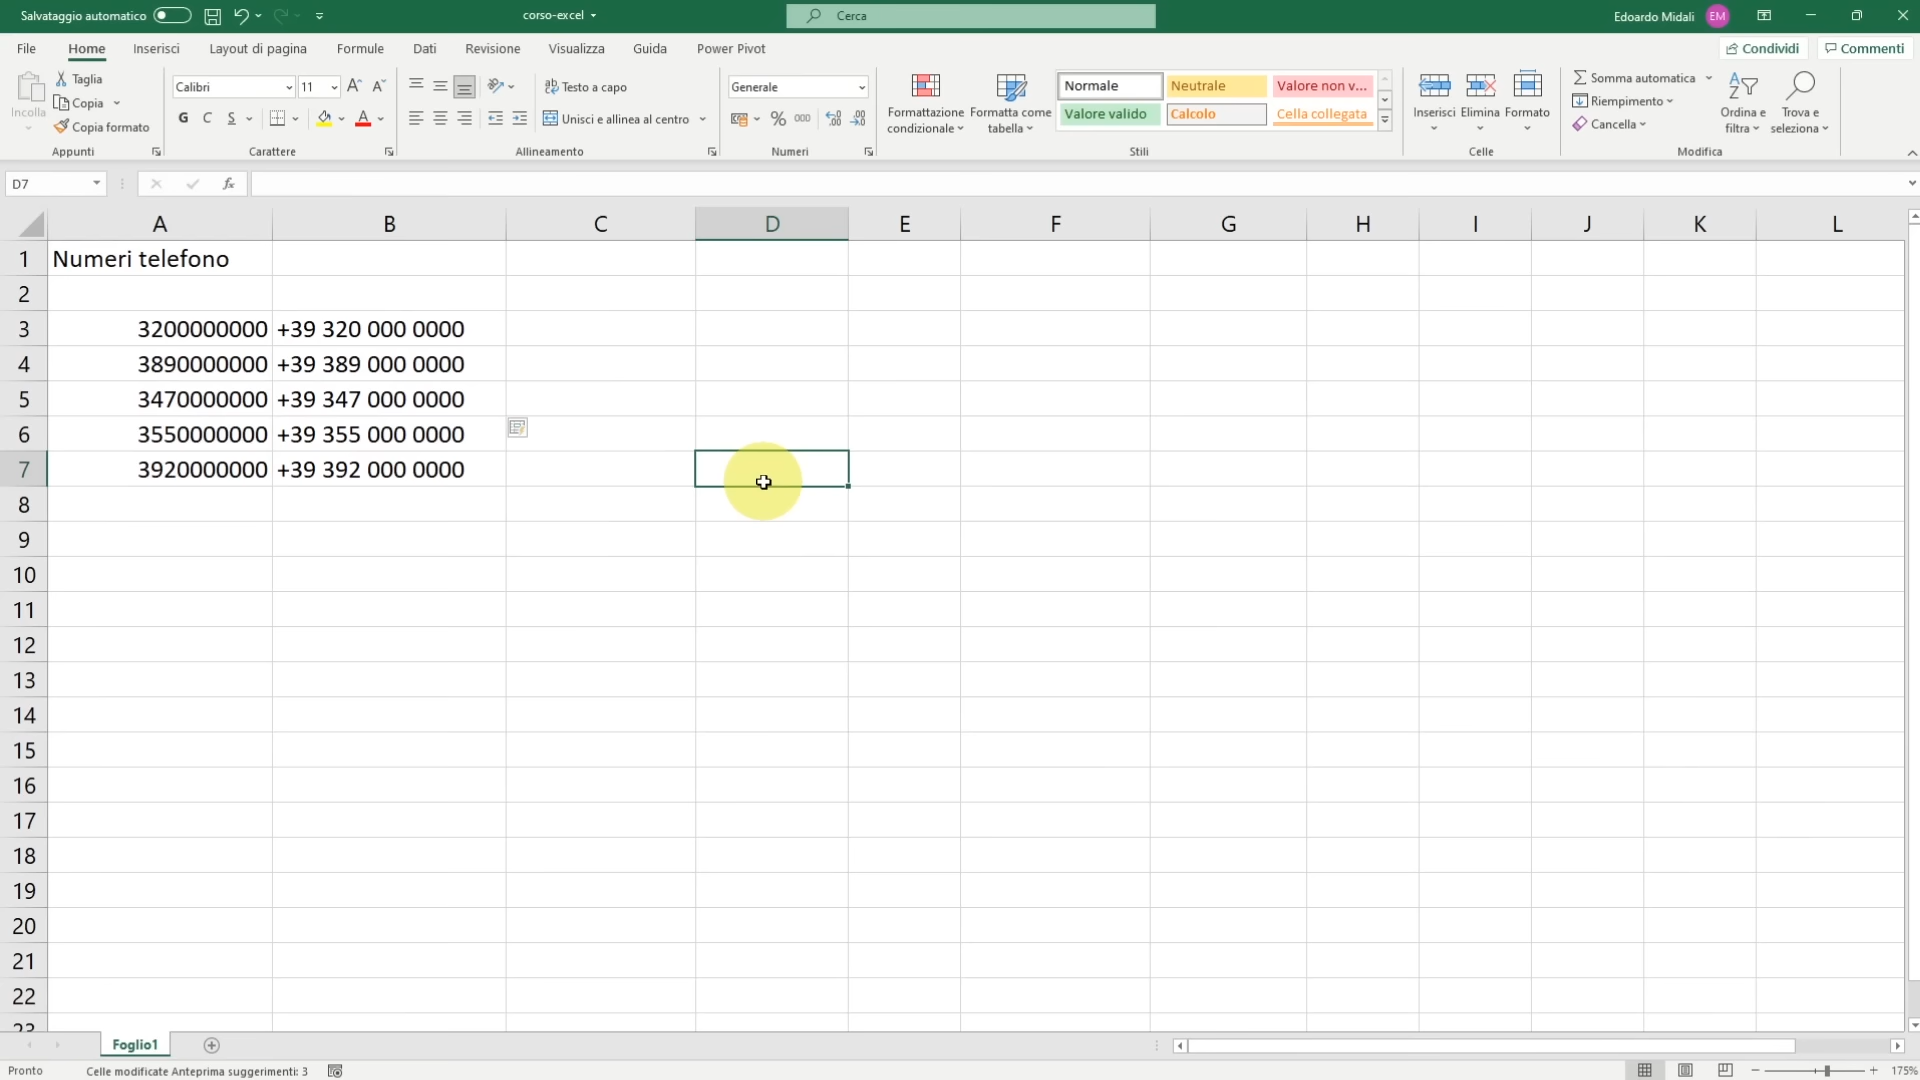 Salvataggio automatico
corso-excel
Cerca
Edoardo Midali EM
File Home Inserisci Layout di pagina Formule Dati Revisione Visualizza Guida Power Pivot Condividi Commenti
Incolla
Taglia
Copia
Copia formato
Appunti
Calibri 11
G C S
Carattere
Testo a capo
Unisci e allinea al centro
Allineamento
Generale
% 000
Numeri
Formattazione condizionale
Formatta come tabella
Normale Neutrale Valore non v...
Valore valido Calcolo Cella collegata
Stili
Inserisci Elimina Formato
Celle
Somma automatica
Riempimento
Cancella
Ordina e filtra
Trova e seleziona
Modifica
D7 fx
A B C D E F G H I J K L
1 Numeri telefono
2
3 3200000000 +39 320 000 0000
4 3890000000 +39 389 000 0000
5 3470000000 +39 347 000 0000
6 3550000000 +39 355 000 0000
7 3920000000 +39 392 000 0000
8
9
10
11
12
13
14
15
16
17
18
19
20
21
22
23
Foglio1
Pronto Celle modificate Anteprima suggerimenti: 3 175%